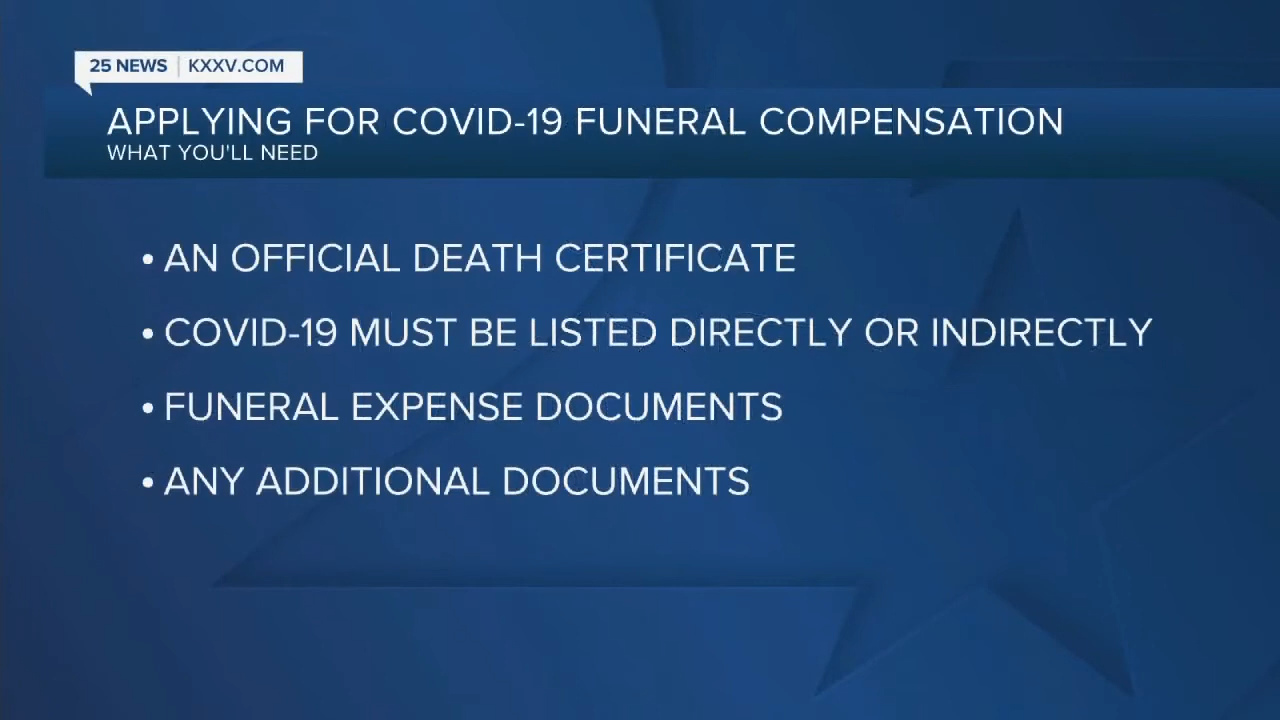 25 NEWS | KXXV.COM
APPLYING FOR COVID-19 FUNERAL COMPENSATION
WHAT YOU'LL NEED
• AN OFFICIAL DEATH CERTIFICATE
• COVID-19 MUST BE LISTED DIRECTLY OR INDIRECTLY
• FUNERAL EXPENSE DOCUMENTS
• ANY ADDITIONAL DOCUMENTS